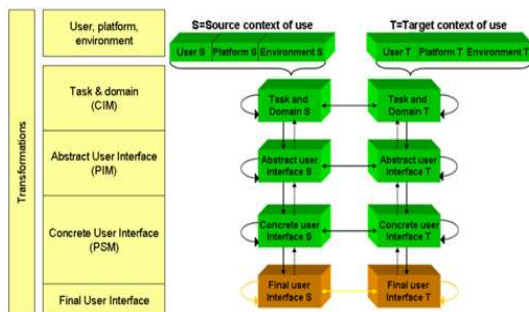 S=Source context of use
T=Target context of use
User, platform,
environment
User S
Platform S
Environment S
User T
Platform T
Environment T
Transformations
Task & domain
(CIM)
Task and
Domain S
Task and
Domain T
Abstract User Interface
(PIM)
Abstract user
Interface S
Abstract user
Interface T
Concrete User Interface
(PSM)
Concrete user
Interface S
Concrete user
Interface T
Final User Interface
Final user
Interface S
Final user
Interface T